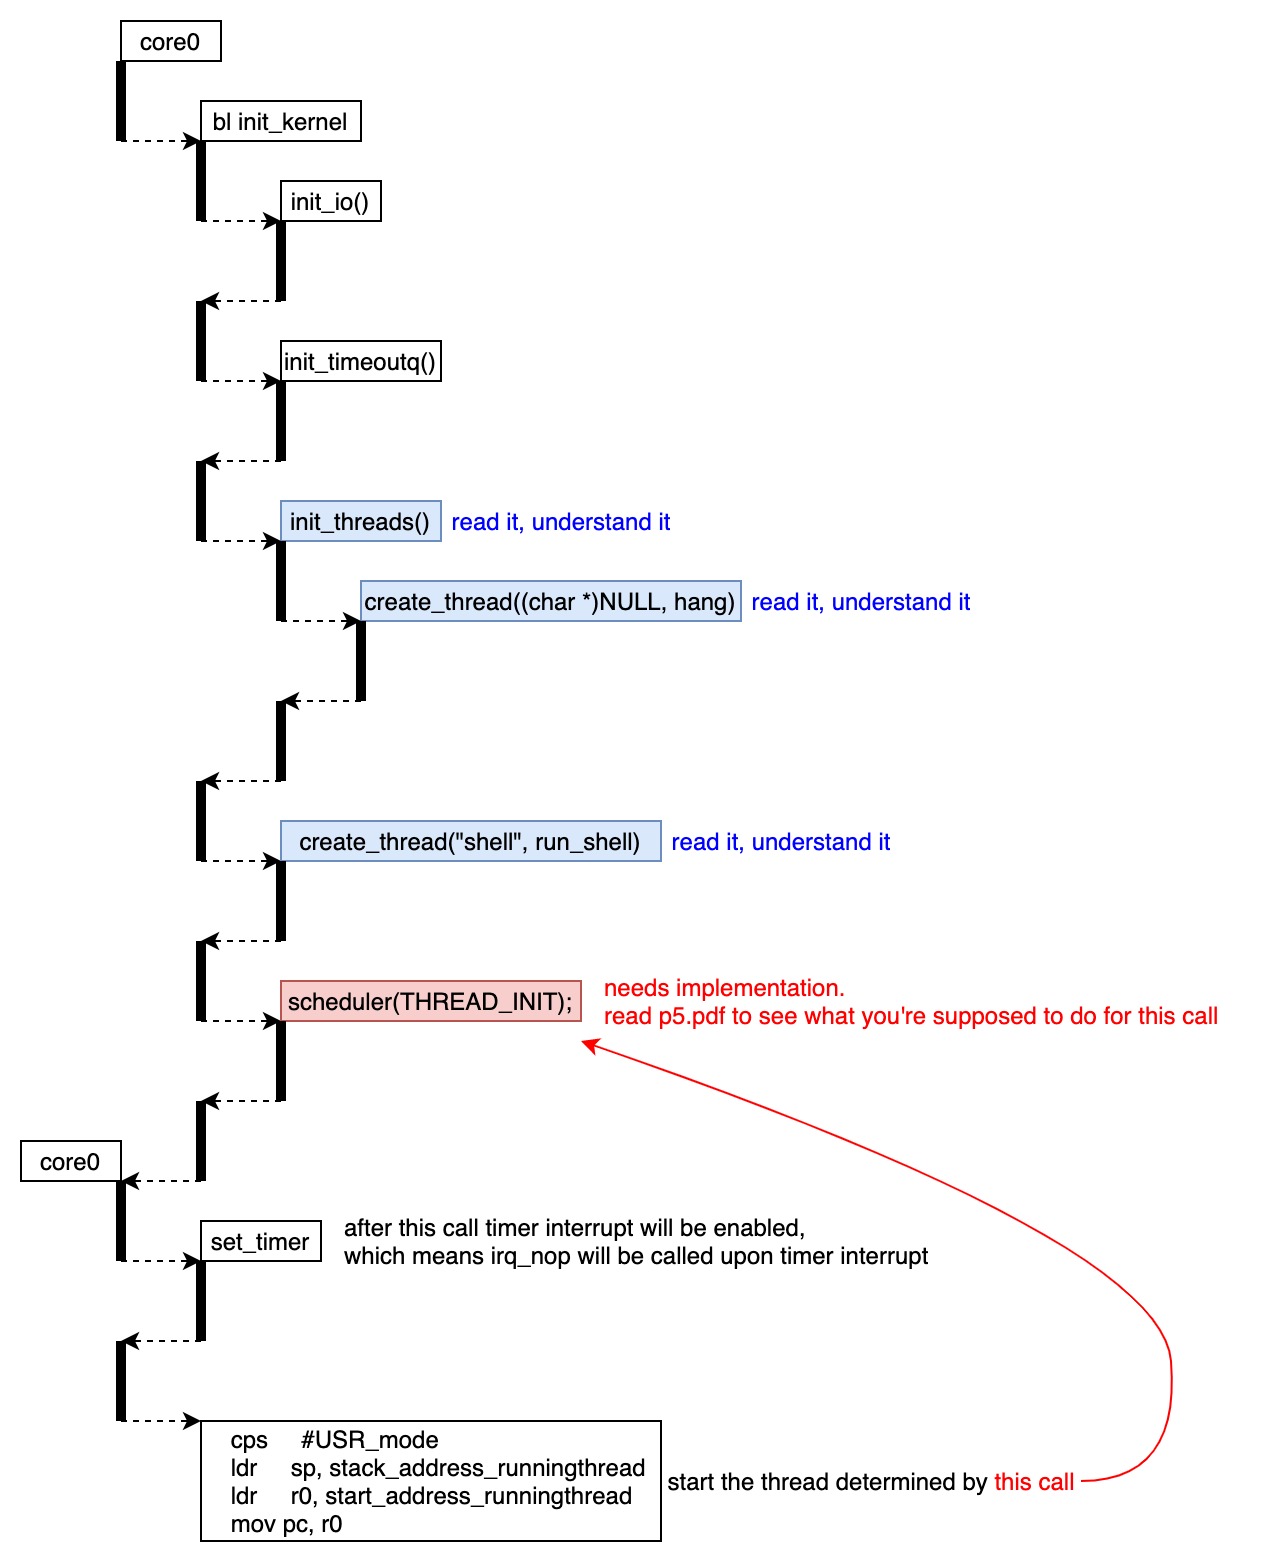 core0
bl init_kernel
init_io()
init_timeoutq()
init_threads() read it, understand it
create_thread((char *)NULL, hang) read it, understand it
create_thread("shell", run_shell) read it, understand it
scheduler(THREAD_INIT);
needs implementation.
read p5.pdf to see what you're supposed to do for this call
core0
set_timer
after this call timer interrupt will be enabled,
which means irq_nop will be called upon timer interrupt
cps #USR_mode
ldr sp, stack_address_runningthread
ldr r0, start_address_runningthread
mov pc, r0
start the thread determined by this call